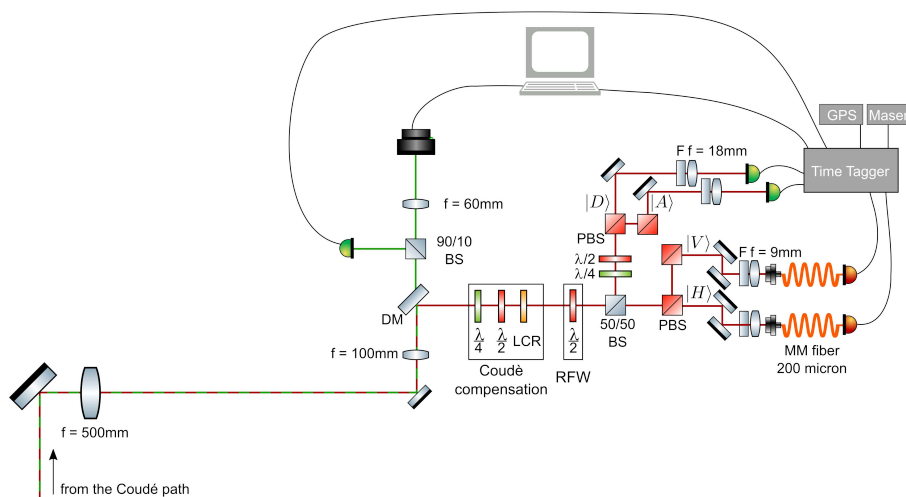 GPS
Maser
Time Tagger
F f = 18mm
|D⟩
|A⟩
f = 60mm
90/10
BS
PBS
λ/2
λ/4
|V⟩
F f = 9mm
|H⟩
DM
λ
4
λ
2
LCR
λ
2
50/50
BS
PBS
f = 100mm
Coudè
compensation
RFW
MM fiber
200 micron
f = 500mm
from the Coudé path